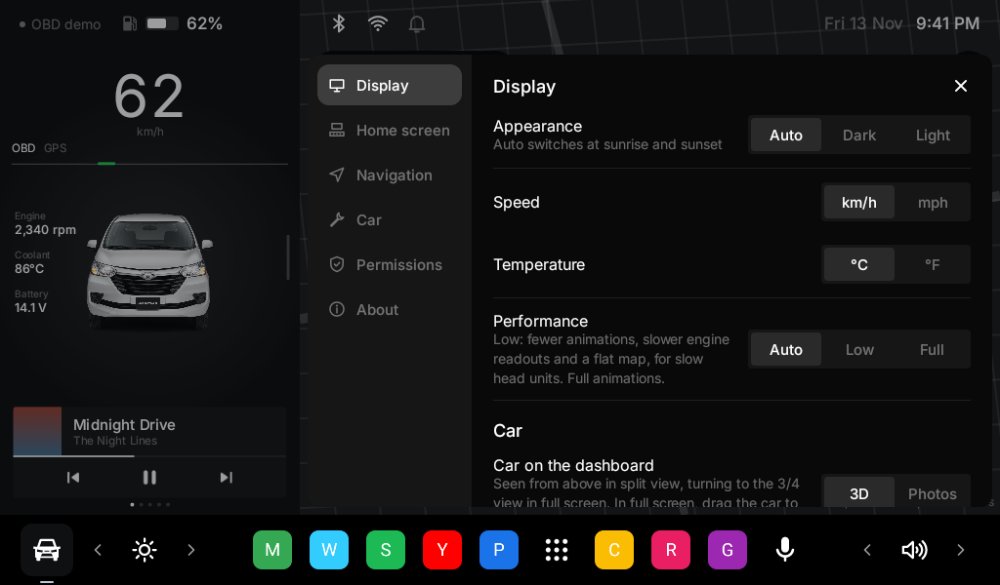 OBD demo
62%
Fri 13 Nov 9:41 PM
62
km/h
OBD GPS
Engine
2,340 rpm
Coolant
86°C
Battery
14.1 V
Midnight Drive
The Night Lines
Display
Home screen
Navigation
Car
Permissions
About
Display
Appearance
Auto switches at sunrise and sunset
Auto Dark Light
Speed
km/h mph
Temperature
°C °F
Performance
Low: fewer animations, slower engine
readouts and a flat map, for slow
head units. Full animations.
Auto Low Full
Car
Car on the dashboard
Seen from above in split view, turning to the 3/4
view in full screen. In full screen, drag the car to
3D Photos
M W S Y P C R G